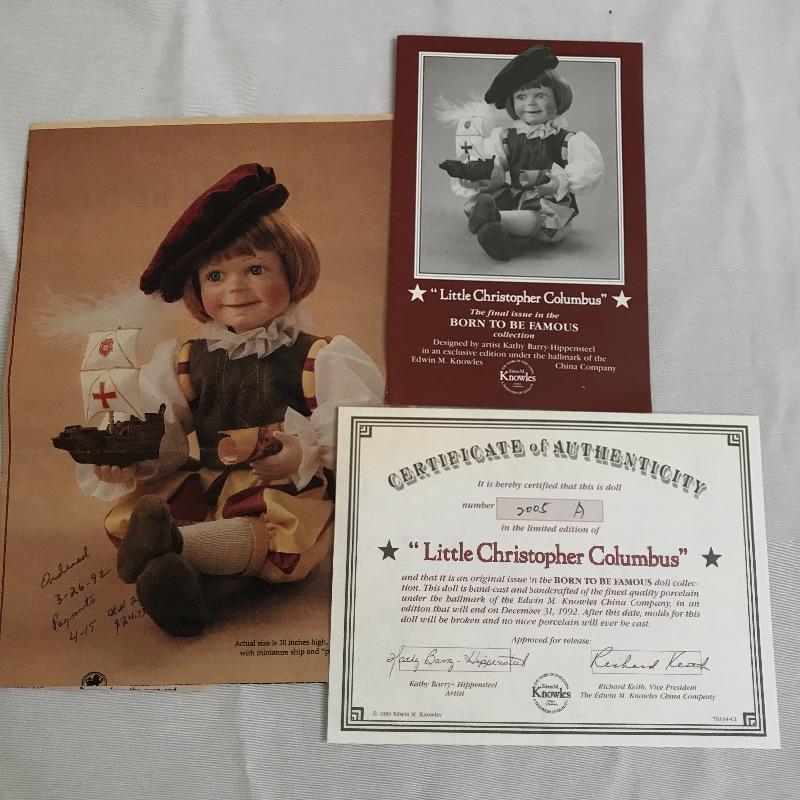 Ordered
3-26-92
Payments
4-15
Actual size is 10 inches high,
with miniature ship and "p
"Little Christopher Columbus"
The final issue in the
BORN TO BE FAMOUS
collection
Designed by artist Kathy Barry-Hippensteel
in an exclusive edition under the hallmark of the
Edwin M. Knowles China Company
Edwin M.
Knowles
CERTIFICATE of AUTHENTICITY
It is hereby certified that this is doll
number 2005 A
in the limited edition of
"Little Christopher Columbus"
and that it is an original issue in the BORN TO BE FAMOUS doll collec-
tion. This doll is hand-cast and handcrafted of the finest quality porcelain
under the hallmark of the Edwin M. Knowles China Company, in an
edition that will end on December 31, 1992. After this date, molds for this
doll will be broken and no more porcelain will ever be cast.
Approved for release:
Kathy Barry-Hippensteel
Richard Keith
Kathy Barry-Hippensteel
Artist
Edwin M.
Knowles
Richard Keith, Vice President
The Edwin M. Knowles China Company
Edwin M. Knowles